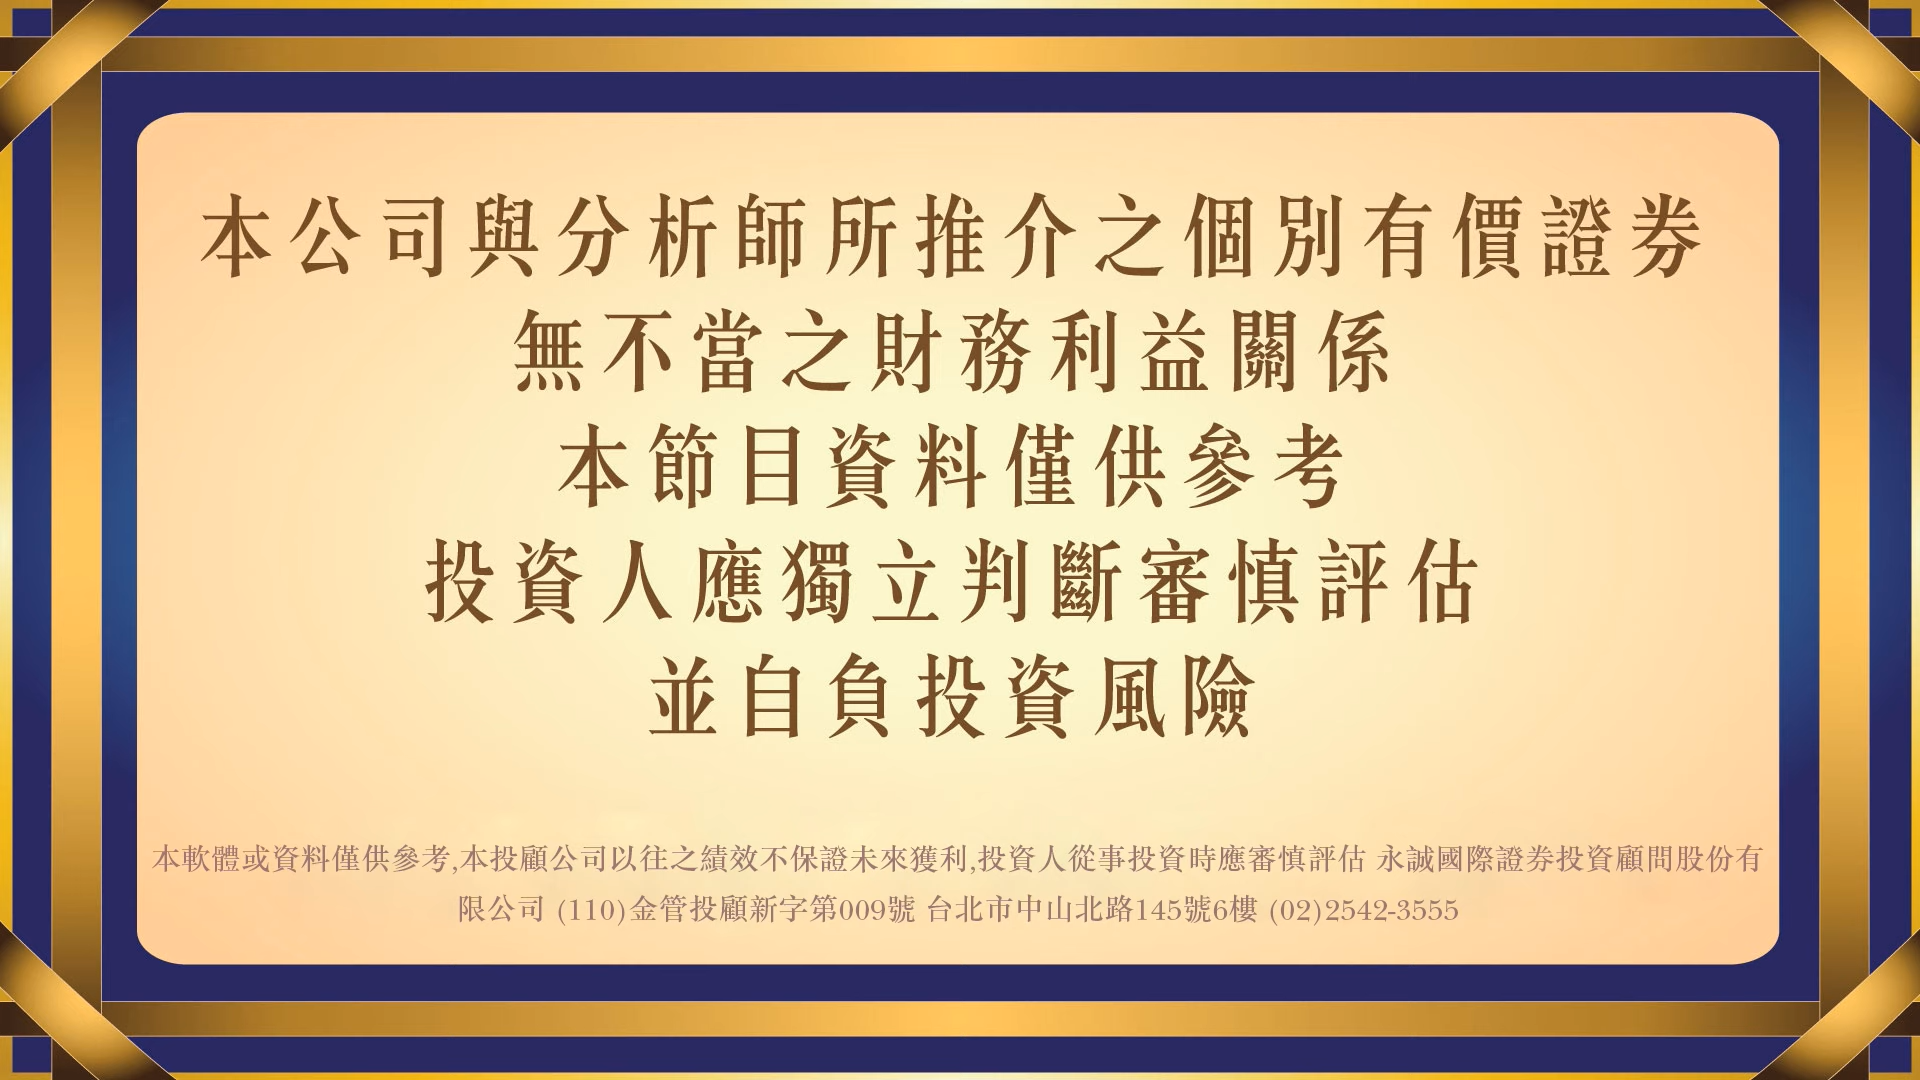 本公司與分析師所推介之個別有價證券
無不當之財務利益關係
本節目資料僅供參考
投資人應獨立判斷審慎評估
並自負投資風險
本軟體或資料僅供參考,本投顧公司以往之績效不保證未來獲利,投資人從事投資時應審慎評估 永誠國際證券投資顧問股份有
限公司 (110)金管投顧新字第009號 台北市中山北路145號6樓 (02)2542-3555